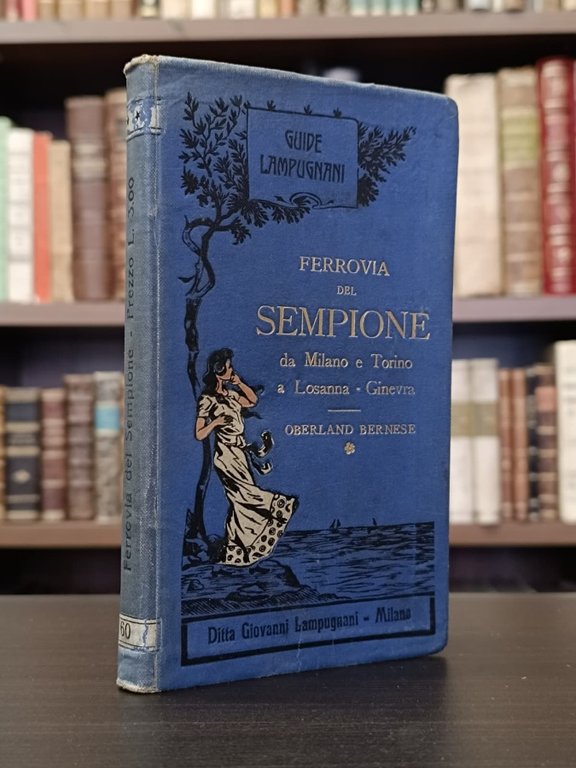 GUIDE
LAMPUGNANI
FERROVIA
DEL
SEMPIONE
da Milano e Torino
a Losanna - Ginevra
OBERLAND BERNESE
Ditta Giovanni Lampugnani - Milano
Ferrovia del Sempione - Prezzo L. 3.60
60